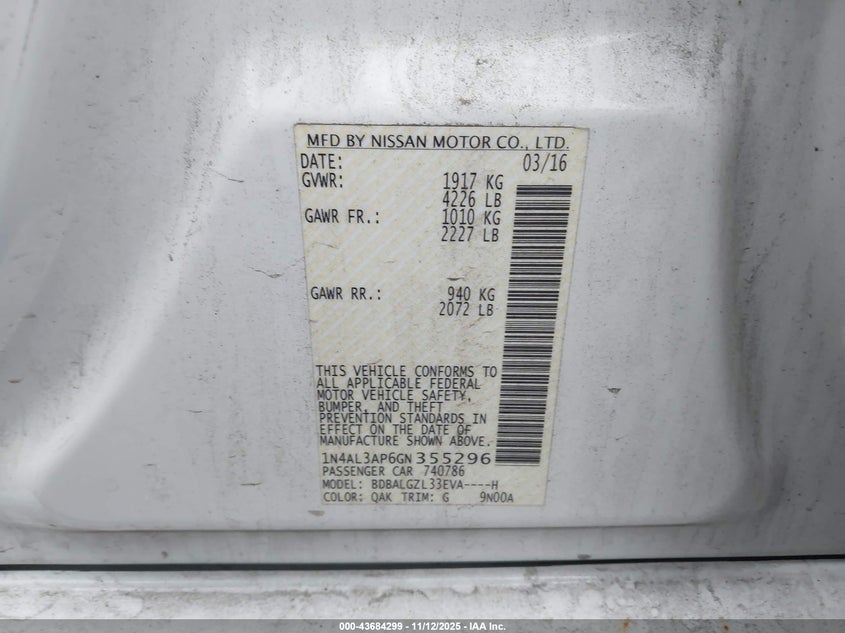 MFD BY NISSAN MOTOR CO., LTD.
DATE: 03/16
GVWR: 1917 KG
4226 LB
GAWR FR.: 1010 KG
2227 LB
GAWR RR.: 940 KG
2072 LB
THIS VEHICLE CONFORMS TO
ALL APPLICABLE FEDERAL
MOTOR VEHICLE SAFETY,
BUMPER, AND THEFT
PREVENTION STANDARDS IN
EFFECT ON THE DATE OF
MANUFACTURE SHOWN ABOVE.
1N4AL3AP6GN355296
PASSENGER CAR 740786
MODEL: BDBALGZL33EVA----H
COLOR: QAK TRIM: G 9N00A
000-43684299 - 11/12/2025 - IAA Inc.